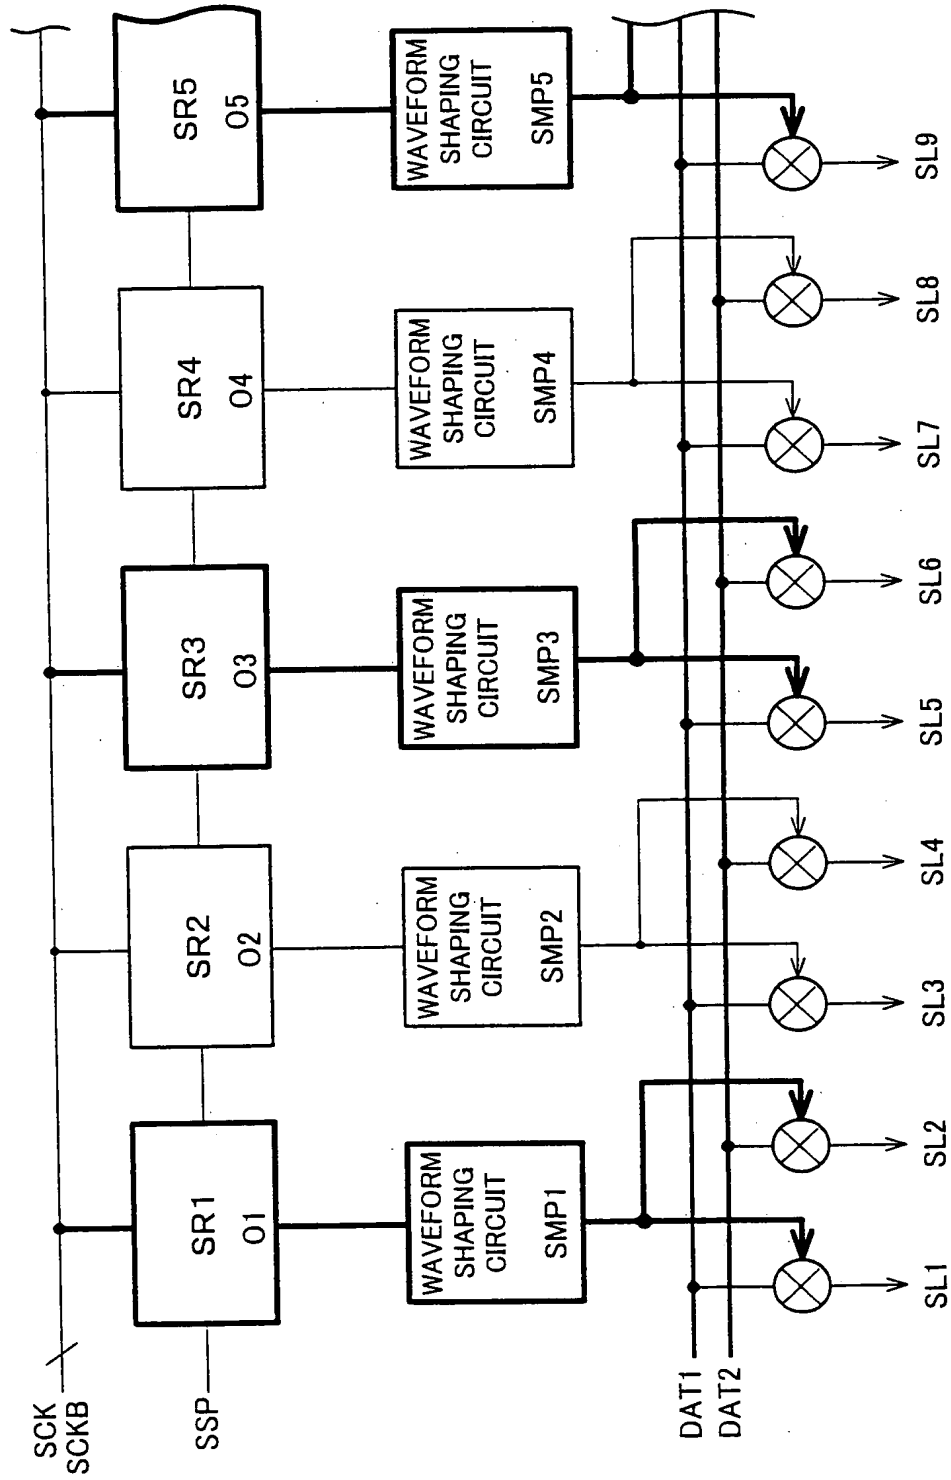 SCK
SCKB
SSP
SR1
O1
SR2
O2
SR3
O3
SR4
O4
SR5
O5
WAVEFORM
SHAPING
CIRCUIT
SMP1
WAVEFORM
SHAPING
CIRCUIT
SMP2
WAVEFORM
SHAPING
CIRCUIT
SMP3
WAVEFORM
SHAPING
CIRCUIT
SMP4
WAVEFORM
SHAPING
CIRCUIT
SMP5
DAT1
DAT2
SL1
SL2
SL3
SL4
SL5
SL6
SL7
SL8
SL9